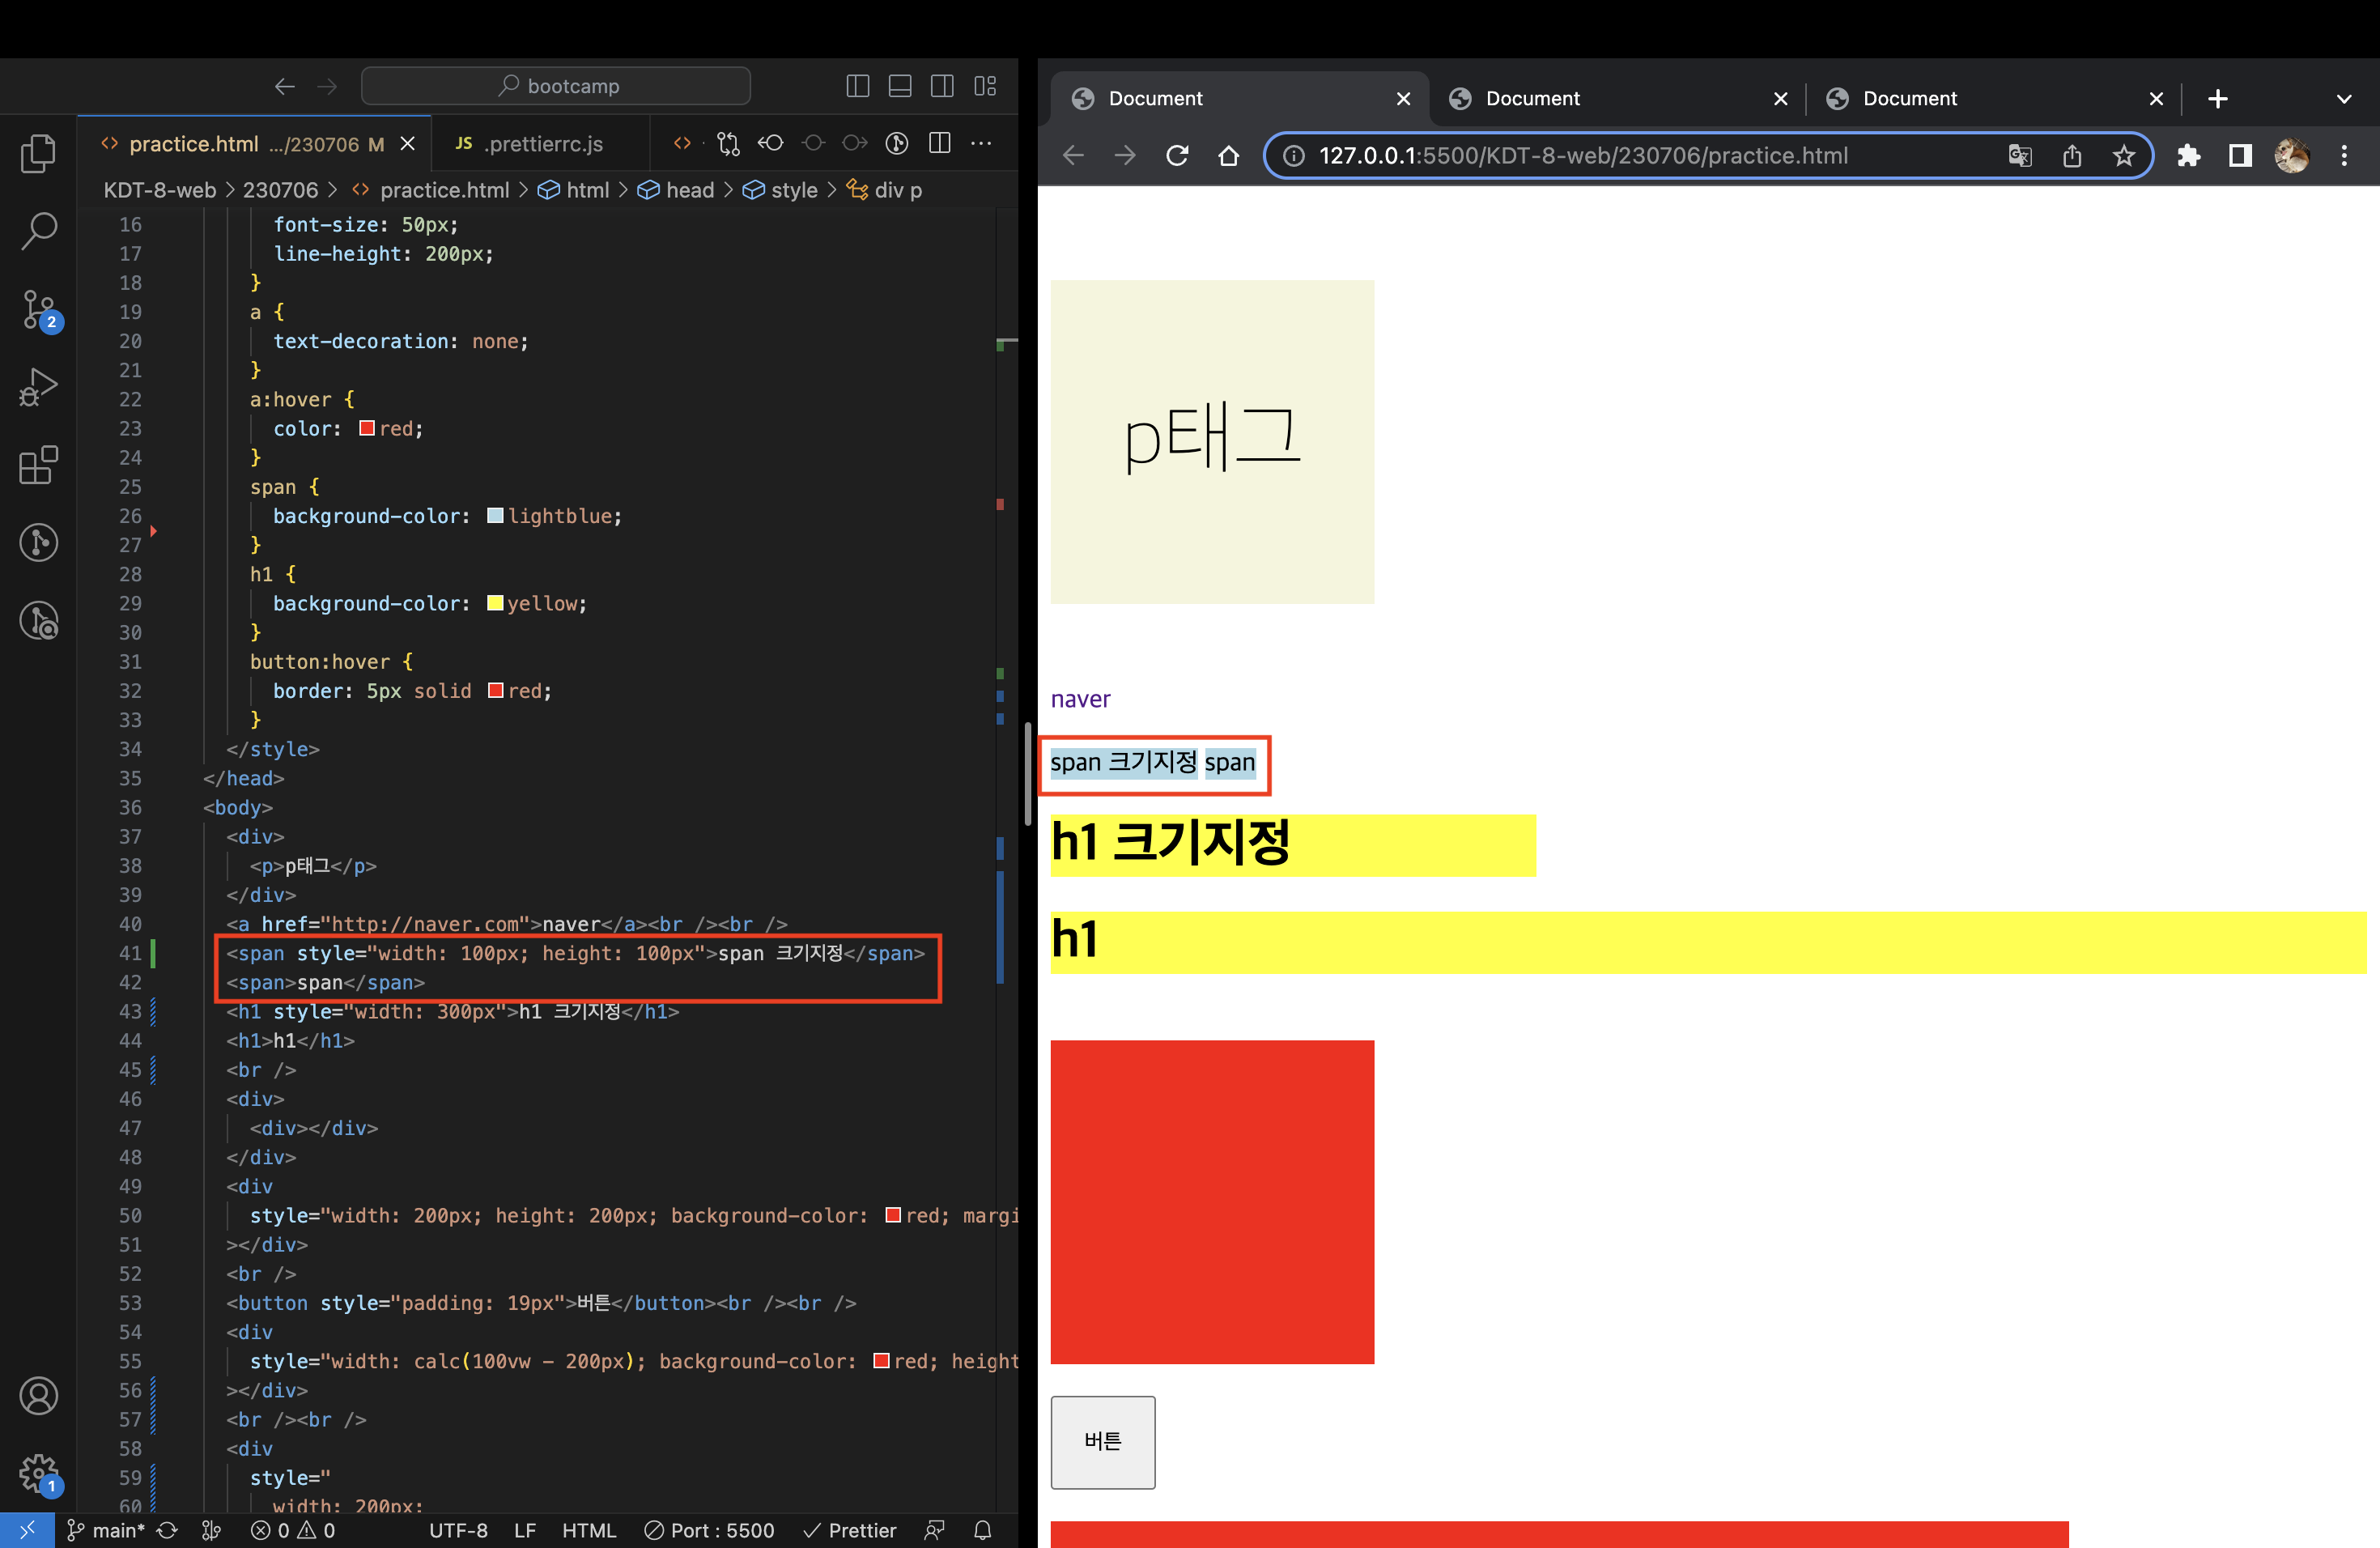 bootcamp
practice.html .../230706 M
JS .prettierrc.js
KDT-8-web > 230706 > practice.html > html > head > style > div p
16 font-size: 50px;
17 line-height: 200px;
18 }
19 a {
20 text-decoration: none;
21 }
22 a:hover {
23 color: red;
24 }
25 span {
26 background-color: lightblue;
27 }
28 h1 {
29 background-color: yellow;
30 }
31 button:hover {
32 border: 5px solid red;
33 }
34 </style>
35 </head>
36 <body>
37 <div>
38 <p>p태그</p>
39 </div>
40 <a href="http://naver.com">naver</a><br /><br />
41 <span style="width: 100px; height: 100px">span 크기지정</span>
42 <span>span</span>
43 <h1 style="width: 300px">h1 크기지정</h1>
44 <h1>h1</h1>
45 <br />
46 <div>
47 <div></div>
48 </div>
49 <div
50 style="width: 200px; height: 200px; background-color: red; margi
51 ></div>
52 <br />
53 <button style="padding: 19px">버튼</button><br /><br />
54 <div
55 style="width: calc(100vw - 200px); background-color: red; height
56 ></div>
57 <br /><br />
58 <div
59 style="
60 width: 200px;
2
1
main* 0 0 UTF-8 LF HTML Port : 5500 Prettier
Document Document Document
127.0.0.1:5500/KDT-8-web/230706/practice.html
p태그
naver
span 크기지정 span
h1 크기지정
h1
버튼